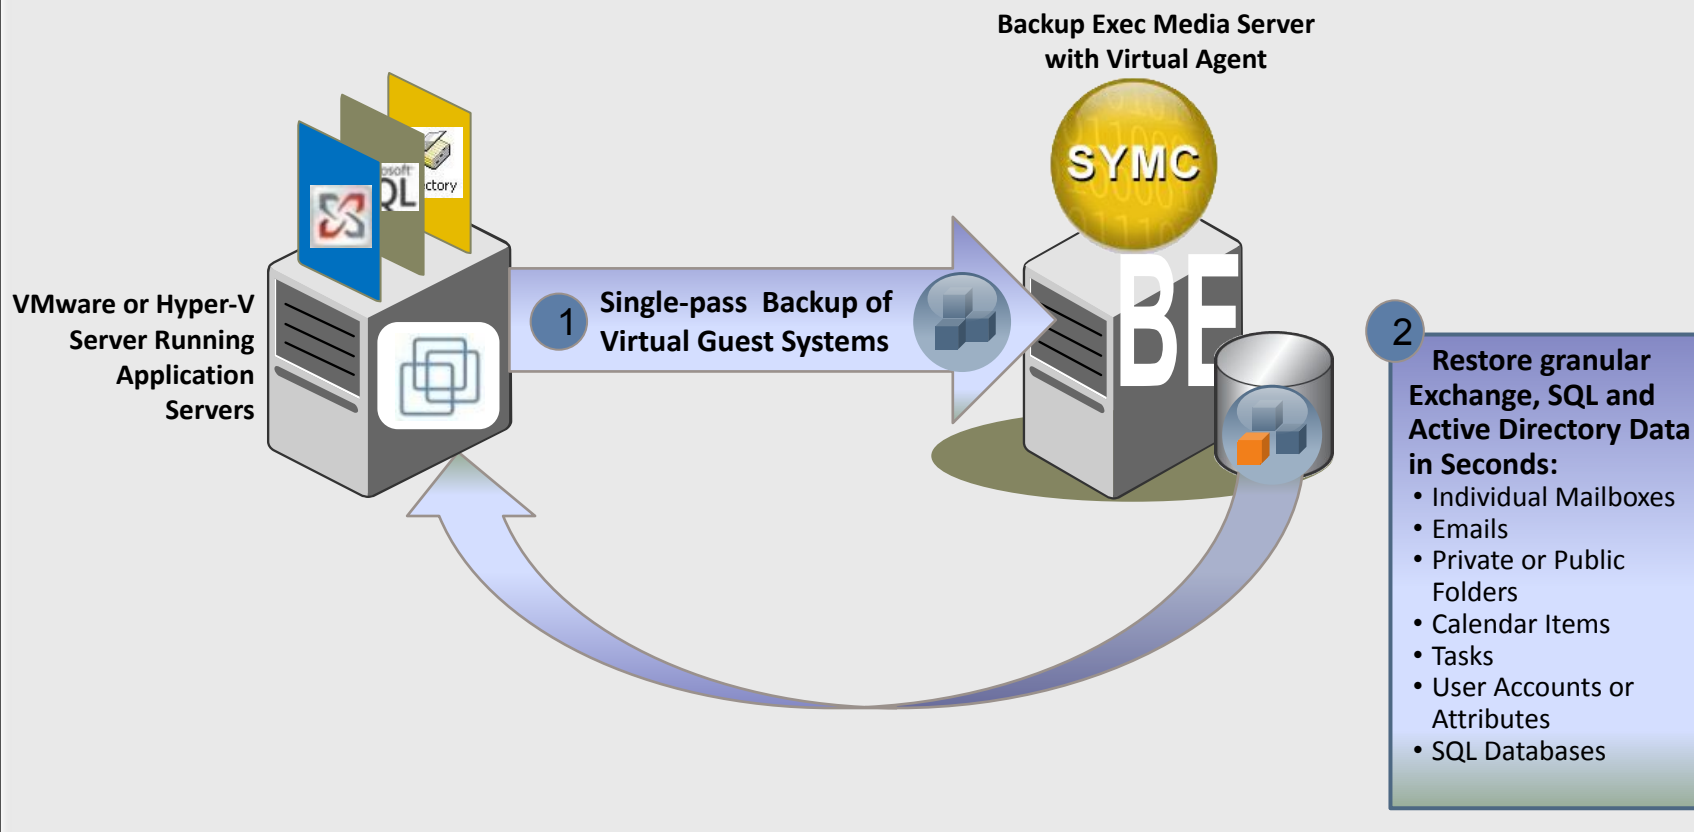 Backup Exec Media Server
with Virtual Agent
SYMC
ctory
QL
VMware or Hyper-V
Server Running
Application
Servers
1
Single-pass Backup of
Virtual Guest Systems
BE
2
Restore granular
Exchange, SQL and
Active Directory Data
in Seconds:
• Individual Mailboxes
• Emails
• Private or Public
Folders
• Calendar Items
• Tasks
• User Accounts or
Attributes
• SQL Databases